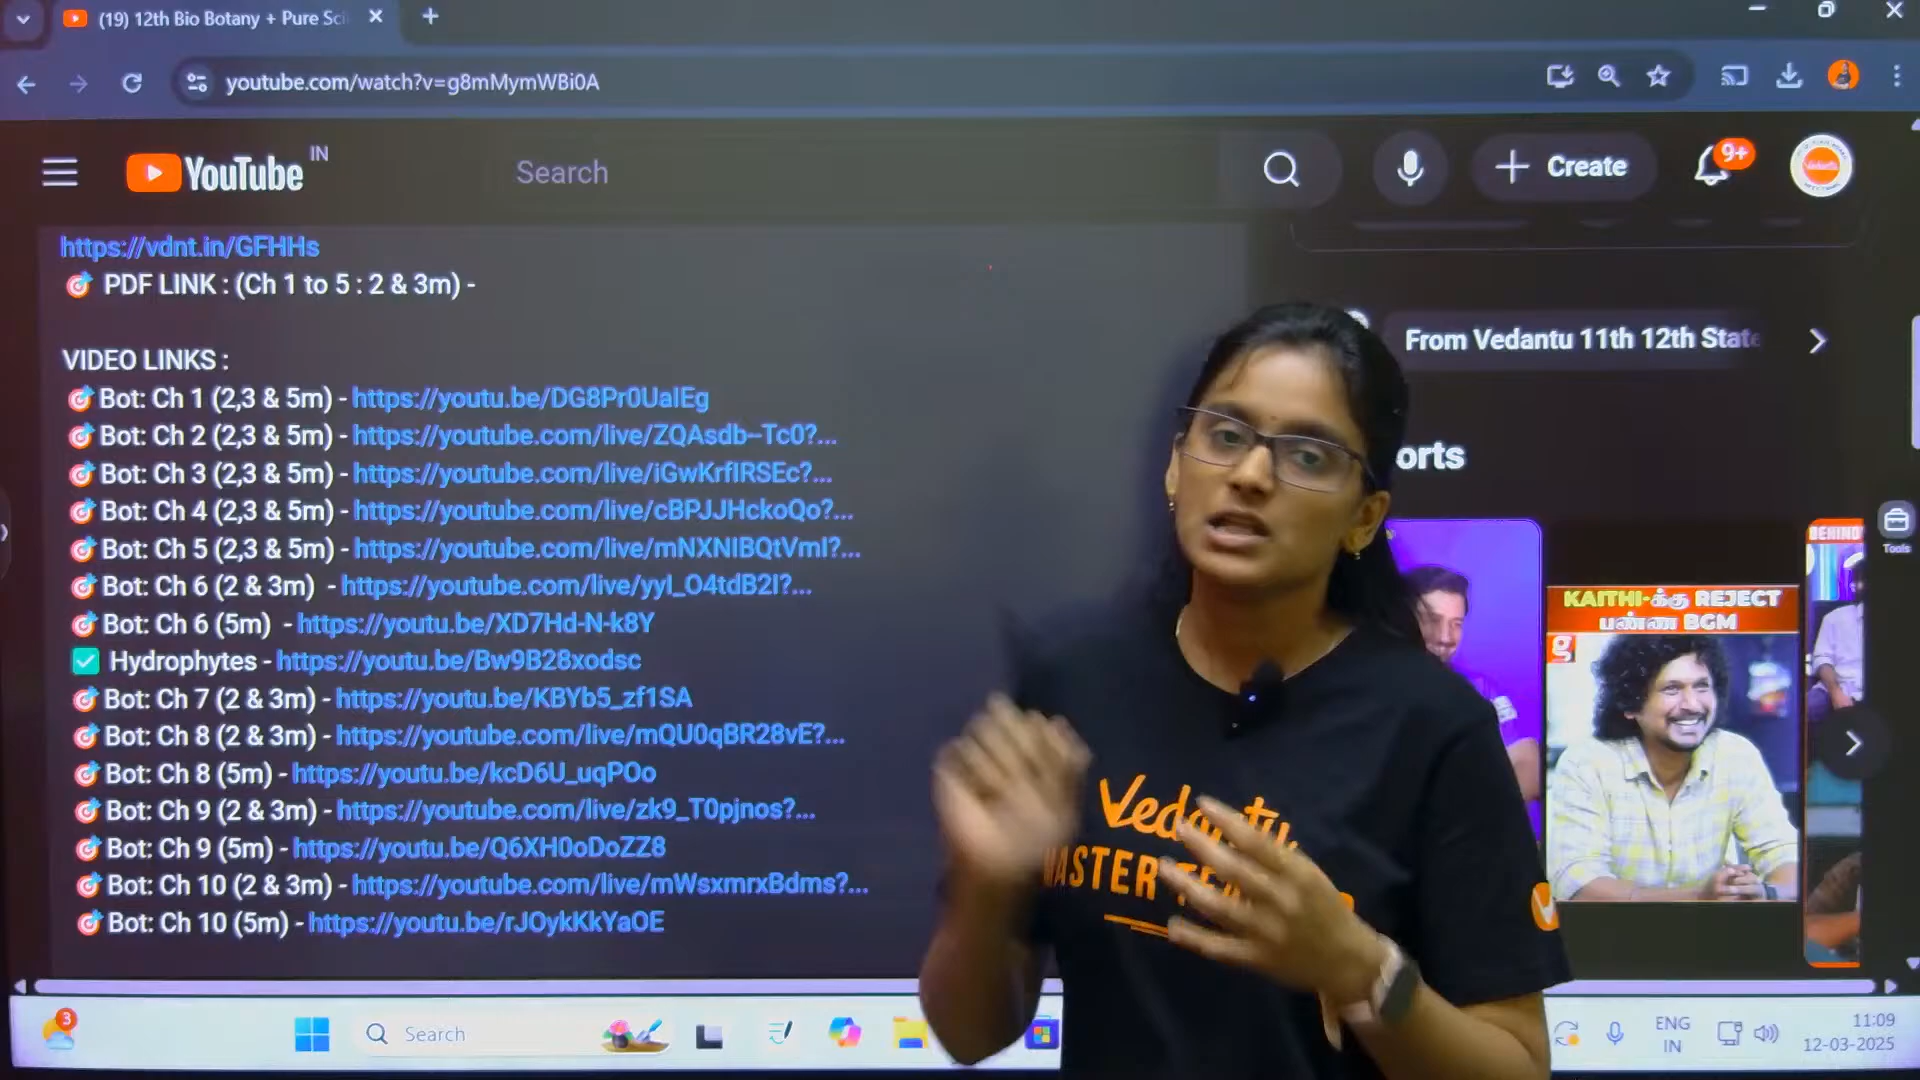 (19) 12th Bio Botany + Pure Sci
youtube.com/watch?v=g8mMymWBi0A
YouTube IN
Search
Create
9+
https://vdnt.in/GFHHs
PDF LINK : (Ch 1 to 5 : 2 & 3m) -
VIDEO LINKS :
Bot: Ch 1 (2,3 & 5m) - https://youtu.be/DG8Pr0UaIEg
Bot: Ch 2 (2,3 & 5m) - https://youtube.com/live/ZQAsdb--Tc0?...
Bot: Ch 3 (2,3 & 5m) - https://youtube.com/live/iGwKrfIRSEc?...
Bot: Ch 4 (2,3 & 5m) - https://youtube.com/live/cBPJJHckoQo?...
Bot: Ch 5 (2,3 & 5m) - https://youtube.com/live/mNXNIBQtVmI?...
Bot: Ch 6 (2 & 3m) - https://youtube.com/live/yyI_O4tdB2I?...
Bot: Ch 6 (5m) - https://youtu.be/XD7Hd-N-k8Y
Hydrophytes - https://youtu.be/Bw9B28xodsc
Bot: Ch 7 (2 & 3m) - https://youtu.be/KBYb5_zf1SA
Bot: Ch 8 (2 & 3m) - https://youtube.com/live/mQU0qBR28vE?...
Bot: Ch 8 (5m) - https://youtu.be/kcD6U_uqPOo
Bot: Ch 9 (2 & 3m) - https://youtube.com/live/zk9_T0pjnos?...
Bot: Ch 9 (5m) - https://youtu.be/Q6XH0oDoZZ8
Bot: Ch 10 (2 & 3m) - https://youtube.com/live/mWsxmrxBdms?...
Bot: Ch 10 (5m) - https://youtu.be/rJOykKkYaOE
From Vedantu 11th 12th State
orts
BEHIND
Tools
KAITHI-க்கு REJECT
பண்ண BGM
g
Vedantu
MASTER
3
Search
ENG
IN
11:09
12-03-2025